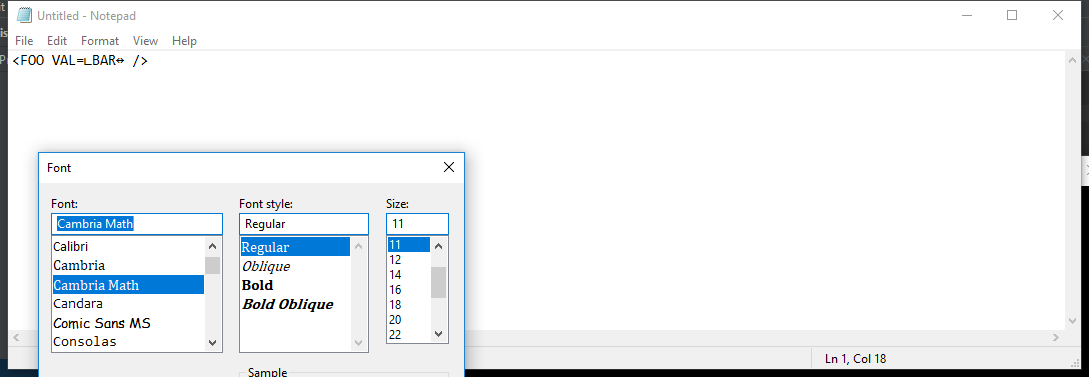 Untitled - Notepad
File Edit Format View Help
<FOO VAL=∟BAR↔ />
Font
Font: Font style: Size:
Cambria Math Regular 11
Calibri Regular 11
Cambria Oblique 12
Cambria Math Bold 14
Candara Bold Oblique 16
Comic Sans MS 18
Consolas 20
22
Sample
Ln 1, Col 18